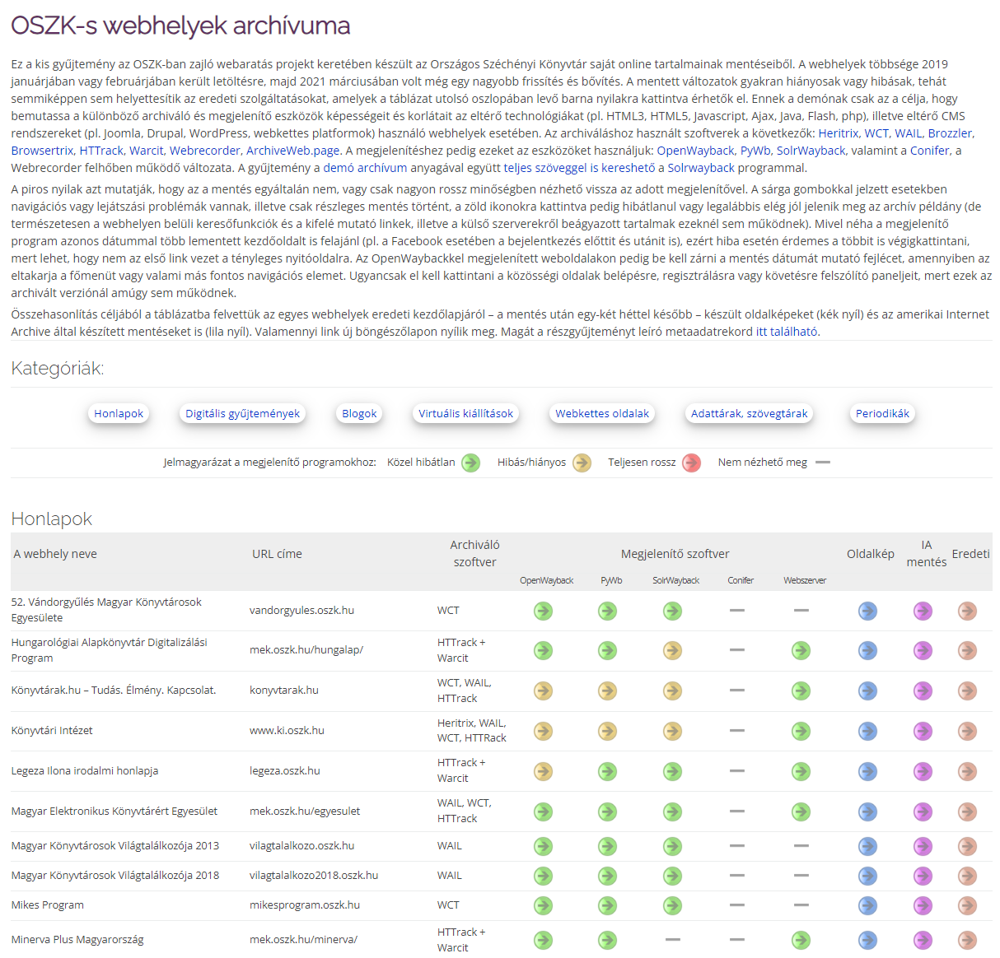 OSZK-s webhelyek archívuma
Ez a kis gyűjtemény az OSZK-ban zajló webaratás projekt keretében készült az Országos Széchényi Könyvtár saját online tartalmainak mentéseiből. A webhelyek többsége 2019
januárjában vagy februárjában került letöltésre, majd 2021 márciusában volt még egy nagyobb frissítés és bővítés. A mentett változatok gyakran hiányosak vagy hibásak, tehát
semmiképpen sem helyettesítik az eredeti szolgáltatásokat, amelyek a táblázat utolsó oszlopában levő barna nyilakra kattintva érhetők el. Ennek a demónak csak az a célja, hogy
bemutassa a különböző archiváló és megjelenítő eszközök képességeit és korlátait az eltérő technológiákat (pl. HTML3, HTML5, Javascript, Ajax, Java, Flash, php), illetve eltérő CMS
rendszereket (pl. Joomla, Drupal, WordPress, webkettes platformok) használó webhelyek esetében. Az archiváláshoz használt szoftverek a következők: Heritrix, WCT, WAIL, Brozzler,
Browsertrix, HTTrack, Warcit, Webrecorder, ArchiveWeb.page. A megjelenítéshez pedig ezeket az eszközöket használjuk: OpenWayback, PyWb, SolrWayback, valamint a Conifer, a
Webrecorder felhőben működő változata. A gyűjtemény a demó archívum anyagával együtt teljes szöveggel is kereshető a Solrwayback programmal.
A piros nyilak azt mutatják, hogy az a mentés egyáltalán nem, vagy csak nagyon rossz minőségben nézhető vissza az adott megjelenítővel. A sárga gombokkal jelzett esetekben
navigációs vagy lejátszási problémák vannak, illetve csak részleges mentés történt, a zöld ikonokra kattintva pedig hibátlanul vagy legalábbis elég jól jelenik meg az archív példány (de
természetesen a webhelyen belüli keresőfunkciók és a kifelé mutató linkek, illetve a külső szerverekről beágyazott tartalmak ezeknél sem működnek). Mivel néha a megjelenítő
program azonos dátummal több lementett kezdőoldalt is felajánl (pl. a Facebook esetében a bejelentkezés előttit és utánit is), ezért hiba esetén érdemes a többit is végigkattintani,
mert lehet, hogy nem az első link vezet a tényleges nyitóoldalra. Az OpenWaybackkel megjelenített weboldalakon pedig be kell zárni a mentés dátumát mutató fejlécet, amennyiben az
eltakarja a főmenüt vagy valami más fontos navigációs elemet. Ugyancsak el kell kattintani a közösségi oldalak belépésre, regisztrálásra vagy követésre felszólító paneljeit, mert ezek az
archivált verziónál amúgy sem működnek.
Összehasonlítás céljából a táblázatba felvettük az egyes webhelyek eredeti kezdőlapjáról – a mentés után egy-két héttel később – készült oldalképeket (kék nyíl) és az amerikai Internet
Archive által készített mentéseket is (lila nyíl). Valamennyi link új böngészőlapon nyílik meg. Magát a részgyűjteményt leíró metaadatrekord itt található.
Kategóriák:
Honlapok Digitális gyűjtemények Blogok Virtuális kiállítások Webkettes oldalak Adattárak, szövegtárak Periodikák
Jelmagyarázat a megjelenítő programokhoz: Közel hibátlan Hibás/hiányos Teljesen rossz Nem nézhető meg
Honlapok
A webhely neve URL címe Archiváló szoftver Megjelenítő szoftver Oldalkép IA mentés Eredeti
OpenWayback PyWb SolrWayback Conifer Webszerver
52. Vándorgyűlés Magyar Könyvtárosok
Egyesülete
vandorgyules.oszk.hu WCT
Hungarológiai Alapkönyvtár Digitalizálási
Program
mek.oszk.hu/hungalap/
HTTrack +
Warcit
Könyvtárak.hu – Tudás. Élmény. Kapcsolat. konyvtarak.hu
WCT, WAIL,
HTTrack
Könyvtári Intézet www.ki.oszk.hu
Heritrix, WAIL,
WCT, HTTRack
Legeza Ilona irodalmi honlapja legeza.oszk.hu
HTTrack +
Warcit
Magyar Elektronikus Könyvtárért Egyesület mek.oszk.hu/egyesulet
WAIL, WCT,
HTTrack
Magyar Könyvtárosok Világtalálkozója 2013 vilagtalalkozo.oszk.hu WAIL
Magyar Könyvtárosok Világtalálkozója 2018 vilagtalalkozo2018.oszk.hu WAIL
Mikes Program mikesprogram.oszk.hu WCT
Minerva Plus Magyarország mek.oszk.hu/minerva/
HTTrack +
Warcit